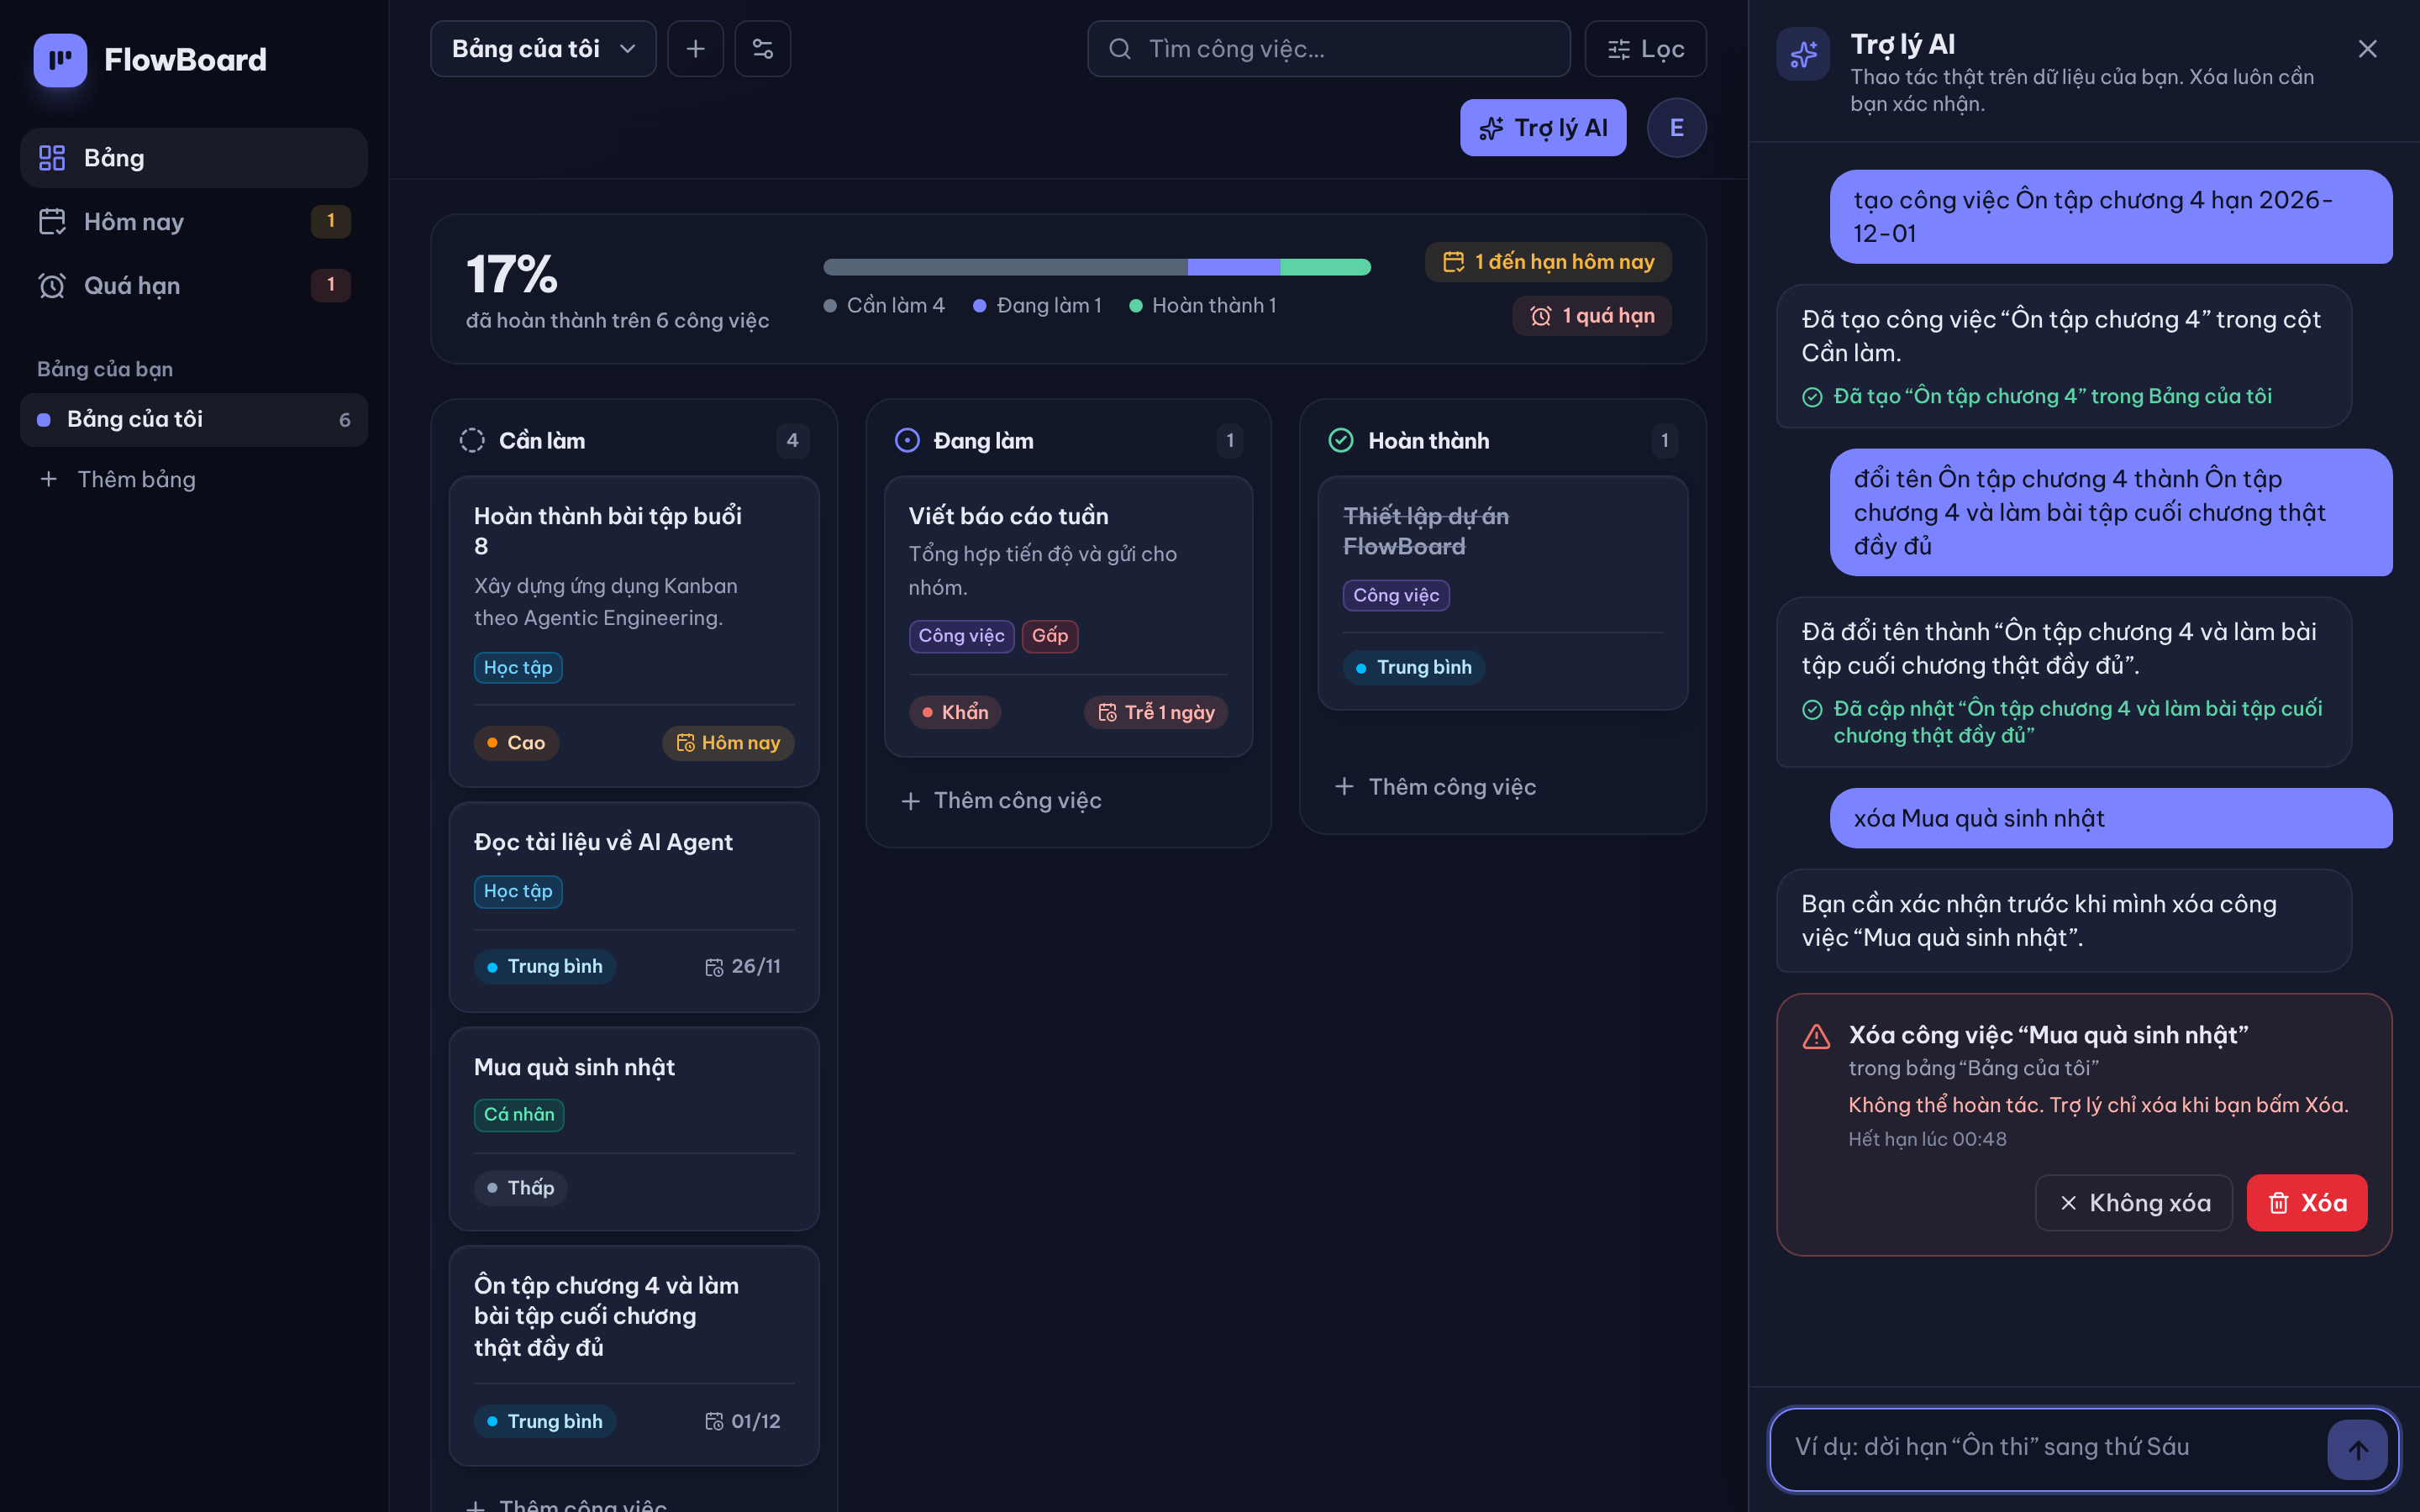 FlowBoard
Bảng
Hôm nay
1
Quá hạn
1
Bảng của bạn
Bảng của tôi
6
Thêm bảng
Bảng của tôi
Tìm công việc...
Lọc
Trợ lý AI
E
17%
đã hoàn thành trên 6 công việc
Cần làm 4
Đang làm 1
Hoàn thành 1
1 đến hạn hôm nay
1 quá hạn
Cần làm
4
Hoàn thành bài tập buổi
8
Xây dựng ứng dụng Kanban
theo Agentic Engineering.
Học tập
Cao
Hôm nay
Đọc tài liệu về AI Agent
Học tập
Trung bình
26/11
Mua quà sinh nhật
Cá nhân
Thấp
Ôn tập chương 4 và làm
bài tập cuối chương
thật đầy đủ
Trung bình
01/12
Thêm công việc
Đang làm
1
Viết báo cáo tuần
Tổng hợp tiến độ và gửi cho
nhóm.
Công việc
Gấp
Khẩn
Trễ 1 ngày
Thêm công việc
Hoàn thành
1
Thiết lập dự án
FlowBoard
Công việc
Trung bình
Thêm công việc
Trợ lý AI
Thao tác thật trên dữ liệu của bạn. Xóa luôn cần
bạn xác nhận.
tạo công việc Ôn tập chương 4 hạn 2026-
12-01
Đã tạo công việc “Ôn tập chương 4” trong cột
Cần làm.
Đã tạo “Ôn tập chương 4” trong Bảng của tôi
đổi tên Ôn tập chương 4 thành Ôn tập
chương 4 và làm bài tập cuối chương thật
đầy đủ
Đã đổi tên thành “Ôn tập chương 4 và làm bài
tập cuối chương thật đầy đủ”.
Đã cập nhật “Ôn tập chương 4 và làm bài tập cuối
chương thật đầy đủ”
xóa Mua quà sinh nhật
Bạn cần xác nhận trước khi mình xóa công
việc “Mua quà sinh nhật”.
Xóa công việc “Mua quà sinh nhật”
trong bảng “Bảng của tôi”
Không thể hoàn tác. Trợ lý chỉ xóa khi bạn bấm Xóa.
Hết hạn lúc 00:48
Không xóa
Xóa
Ví dụ: dời hạn “Ôn thi” sang thứ Sáu